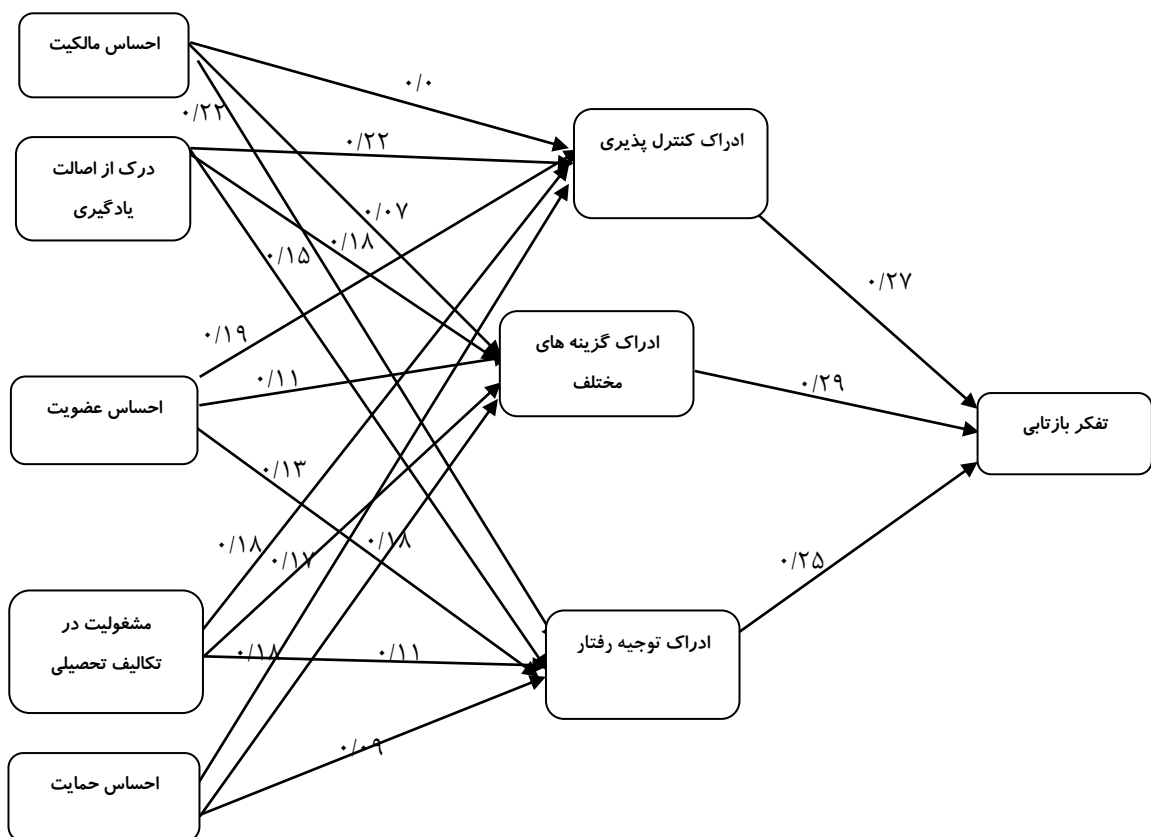 احساس مالکیت
۰/۰
۰/۲۲
درک از اصالت
یادگیری
۰/۲۲
ادراک کنترل پذیری
۰/۰۷
۰/۱۸
۰/۱۵
۰/۲۷
۰/۱۹
ادراک گزینه های
مختلف
احساس عضویت
۰/۱۱
۰/۲۹
تفکر بازتابی
۰/۱۳
۰/۱۸
۰/۱۷
۰/۱۸
۰/۲۵
مشغولیت در
تکالیف تحصیلی
۰/۱۸
۰/۱۱
ادراک توجیه رفتار
۰/۰۹
احساس حمایت